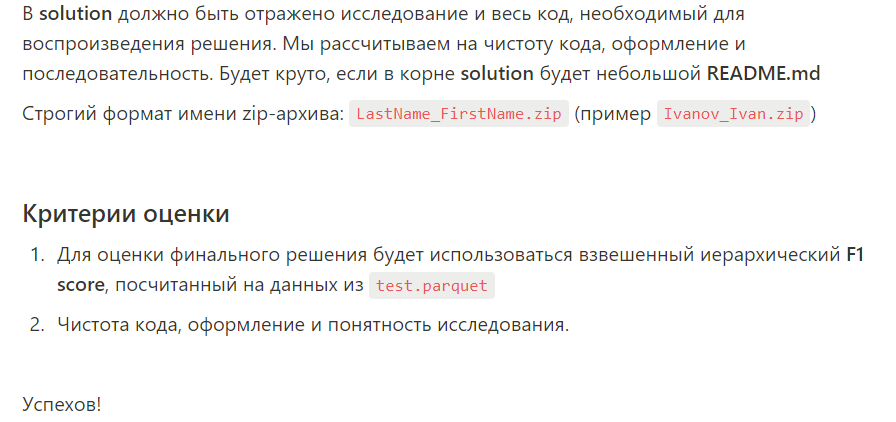 В solution должно быть отражено исследование и весь код, необходимый для
воспроизведения решения. Мы рассчитываем на чистоту кода, оформление и
последовательность. Будет круто, если в корне solution будет небольшой README.md
Строгий формат имени zip-архива: LastName_FirstName.zip (пример Ivanov_Ivan.zip)
Критерии оценки
1. Для оценки финального решения будет использоваться взвешенный иерархический F1
score, посчитанный на данных из test.parquet
2. Чистота кода, оформление и понятность исследования.
Успехов!